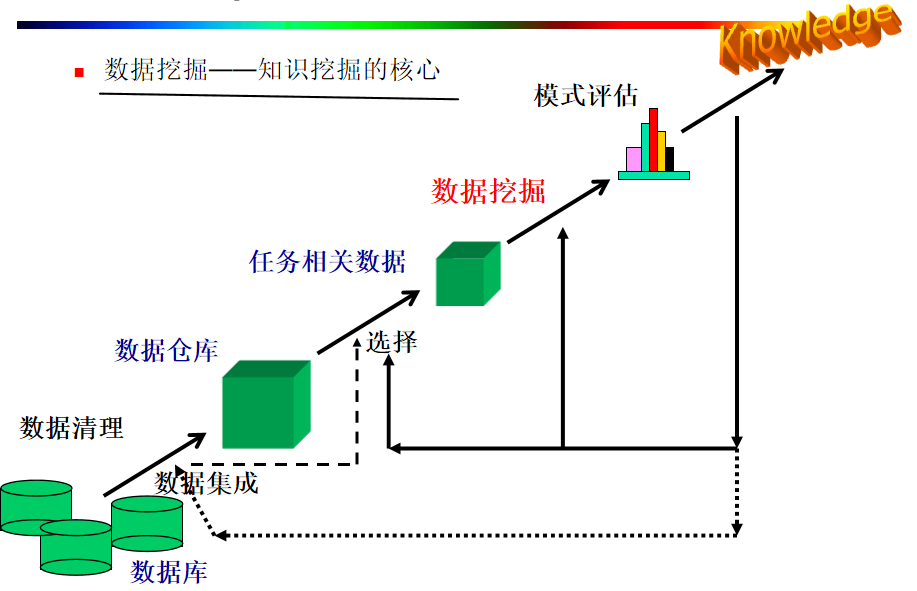 Knowledge
数据挖掘——知识挖掘的核心
模式评估
数据挖掘
任务相关数据
选择
数据仓库
数据清理
数据集成
数据库